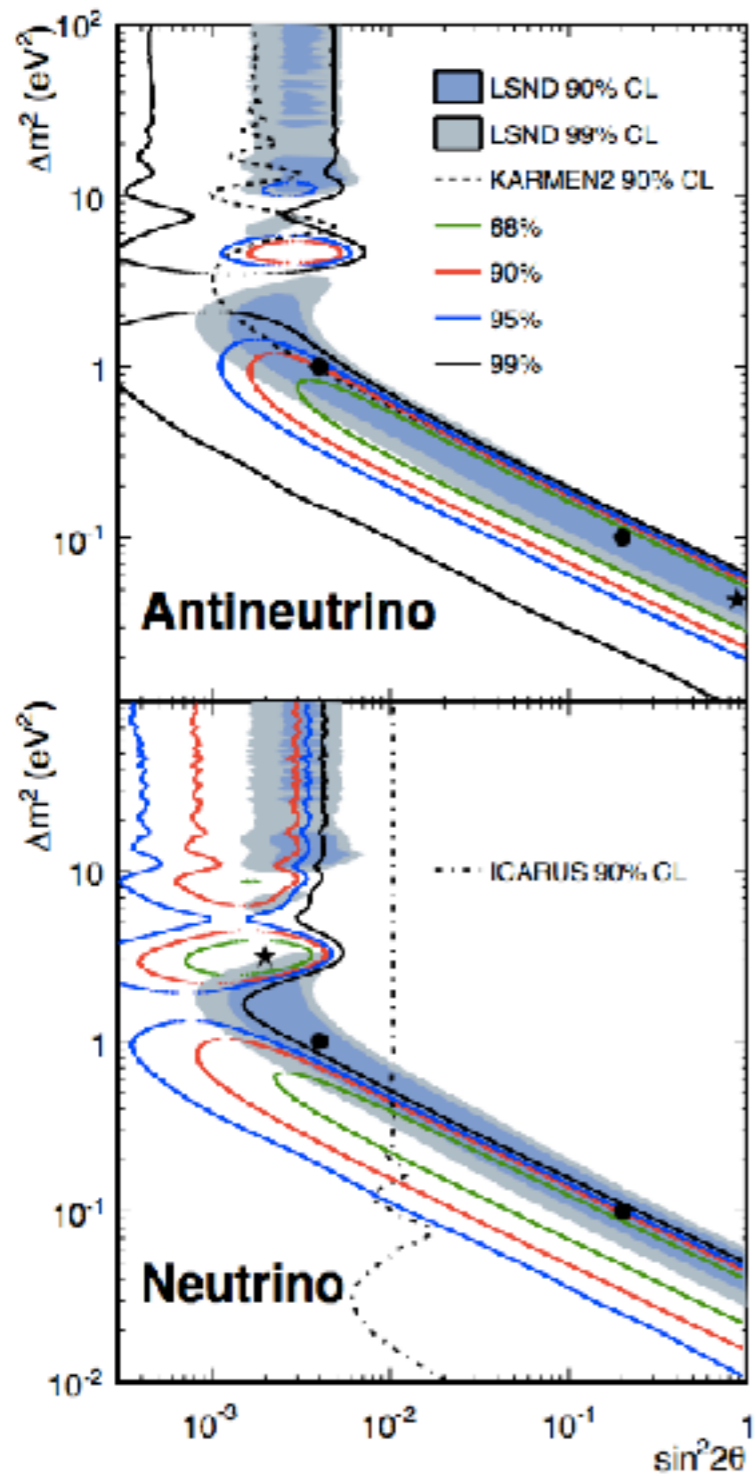 Δm² (eV²)
10²
10
1
10⁻¹
LSND 90% CL
LSND 99% CL
KARMEN2 90% CL
68%
90%
95%
99%
Antineutrino
Δm² (eV²)
10
1
10⁻¹
10⁻²
ICARUS 90% CL
Neutrino
10⁻³ 10⁻² 10⁻¹ 1
sin²2θ